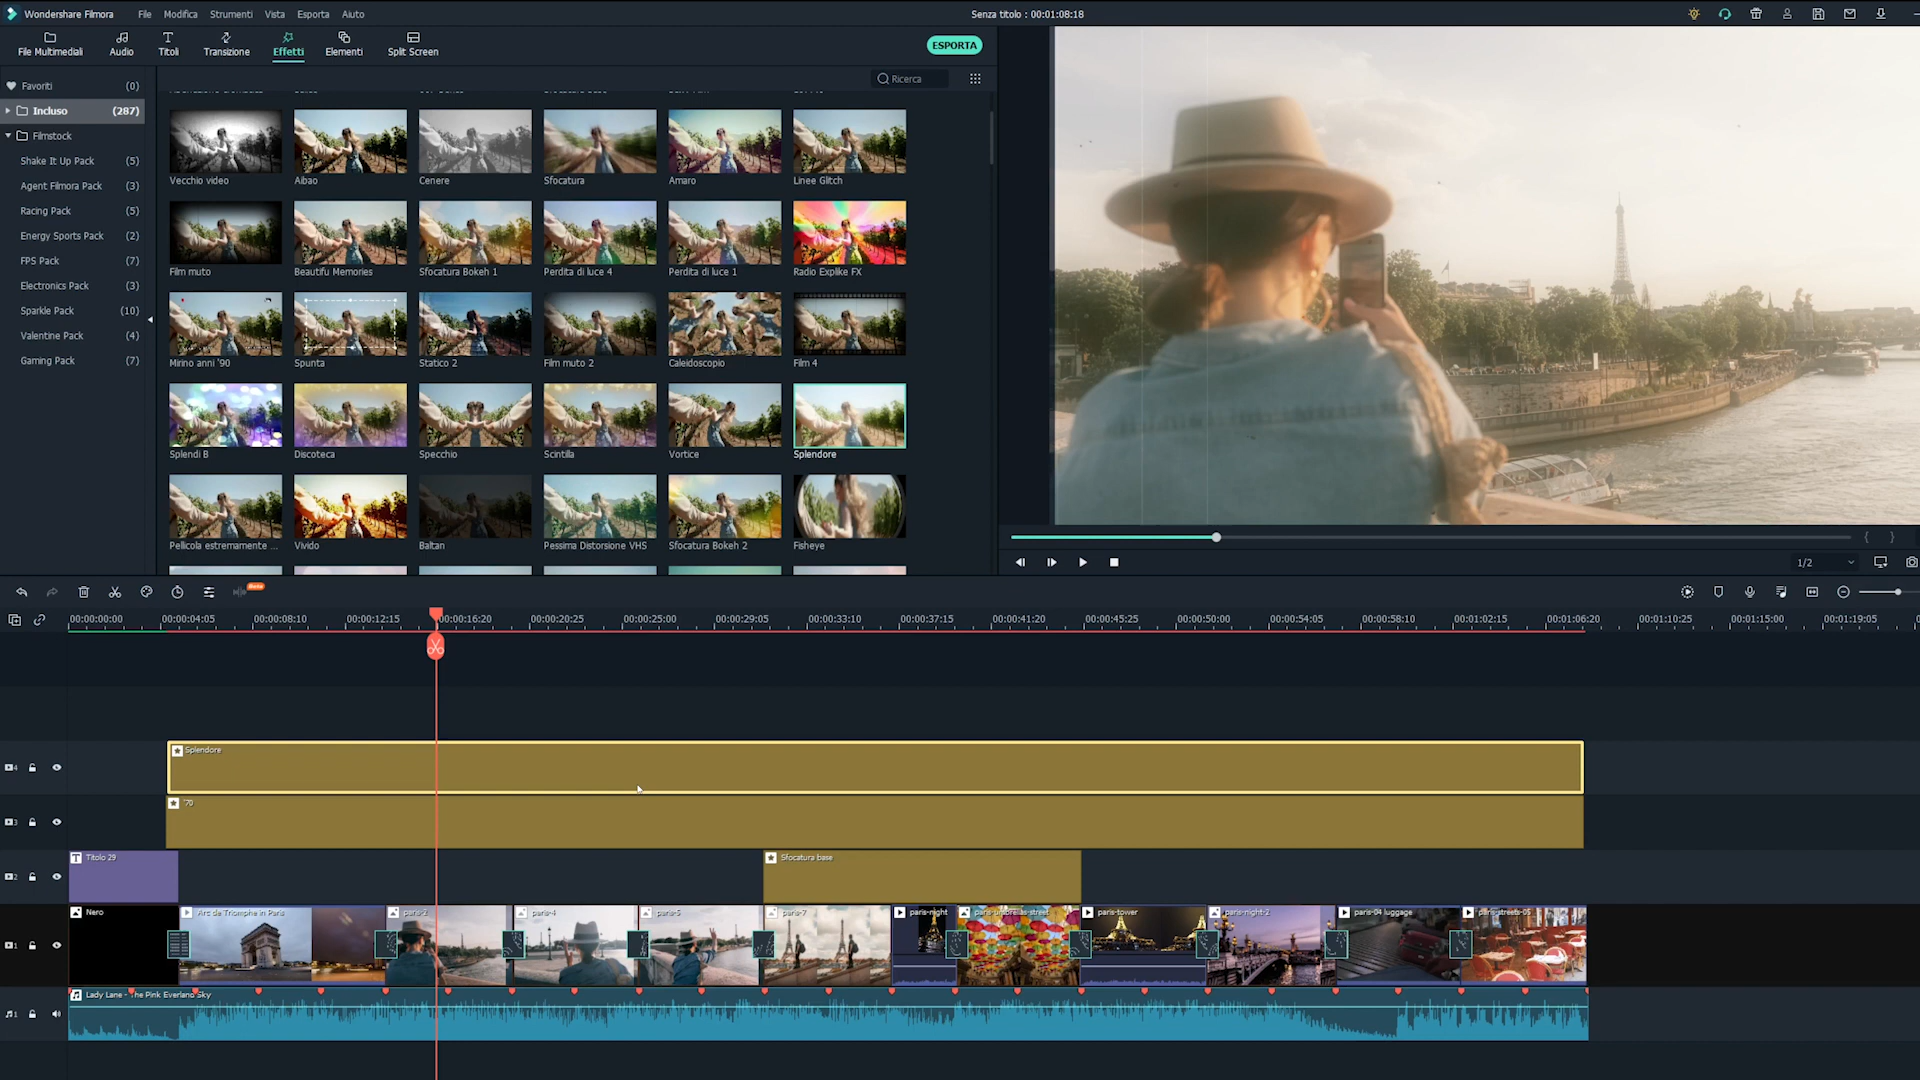 Wondershare Filmora File Modifica Strumenti Vista Esporta Aiuto Senza titolo : 00:01:08:18
File Multimediali Audio Titoli Transizione Effetti Elementi Split Screen ESPORTA
Ricerca
Favoriti (0)
Incluso (287)
Filmstock
Shake It Up Pack (5)
Agent Filmora Pack (3)
Racing Pack (5)
Energy Sports Pack (2)
FPS Pack (7)
Electronics Pack (3)
Sparkle Pack (10)
Valentine Pack (4)
Gaming Pack (7)
Vecchio video Aibao Cenere Sfocatura Amaro Linee Glitch
Film muto Beautifu Memories Sfocatura Bokeh 1 Perdita di luce 4 Perdita di luce 1 Radio Explike FX
Mirino anni '90 Spunta Statico 2 Film muto 2 Caleidoscopio Film 4
Splendi B Discoteca Specchio Scintilla Vortice Splendore
Pellicola estremamente ... Vivido Baltan Pessima Distorsione VHS Sfocatura Bokeh 2 Fisheye
{ }
1/2
Beta
00:00:00:00 00:00:04:05 00:00:08:10 00:00:12:15 00:00:16:20 00:00:20:25 00:00:25:00 00:00:29:05 00:00:33:10 00:00:37:15 00:00:41:20 00:00:45:25 00:00:50:00 00:00:54:05 00:00:58:10 00:01:02:15 00:01:06:20 00:01:10:25 00:01:15:00 00:01:19:05
Splendore
4
'70
3
Titolo 29 Sfocatura base
2
Nero Arc de Triomphe in Paris paris-2 paris-4 paris-5 paris-7 paris-night paris-umbrellas-street paris-tower paris-night-2 paris-04 luggage paris-streets-05
1
Lady Lane - The Pink Everland Sky
1